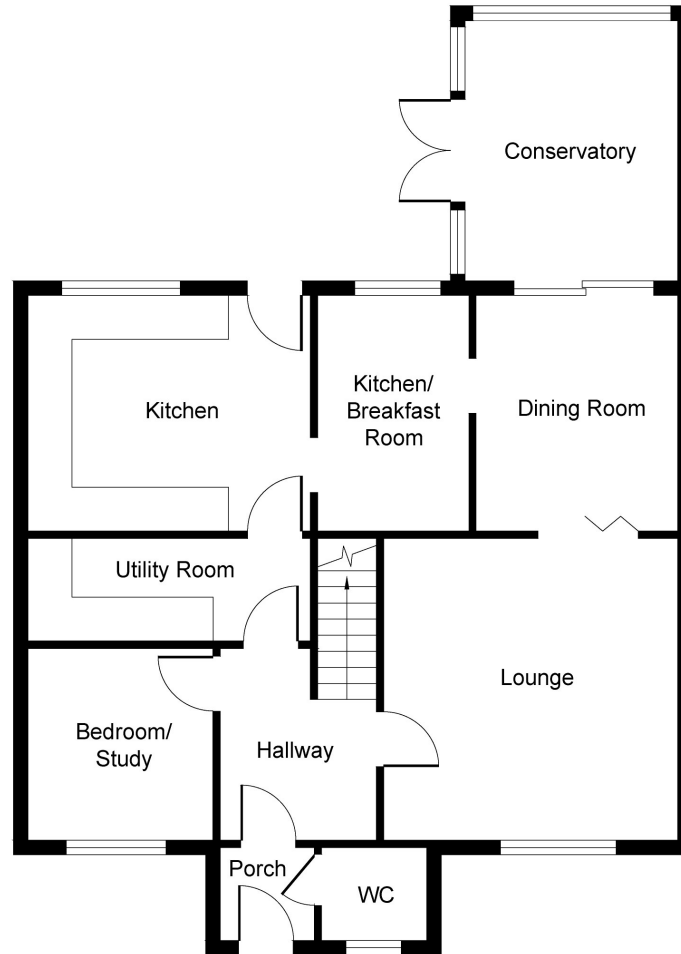 Conservatory
Kitchen
Kitchen/
Breakfast
Room
Dining Room
Utility Room
Lounge
Bedroom/
Study
Hallway
Porch
WC